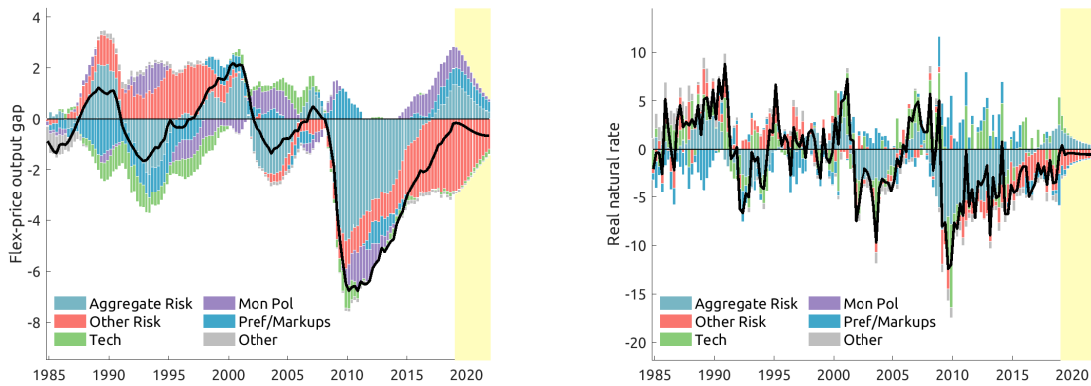 Flex-price output gap
4
2
0
-2
-4
-6
-8
Aggregate Risk
Other Risk
Tech
Mon Pol
Pref/Markups
Other
1985 1990 1995 2000 2005 2010 2015 2020
Real natural rate
10
5
0
-5
-10
-15
-20
Aggregate Risk
Other Risk
Tech
Mon Pol
Pref/Markups
Other
1985 1990 1995 2000 2005 2010 2015 2020